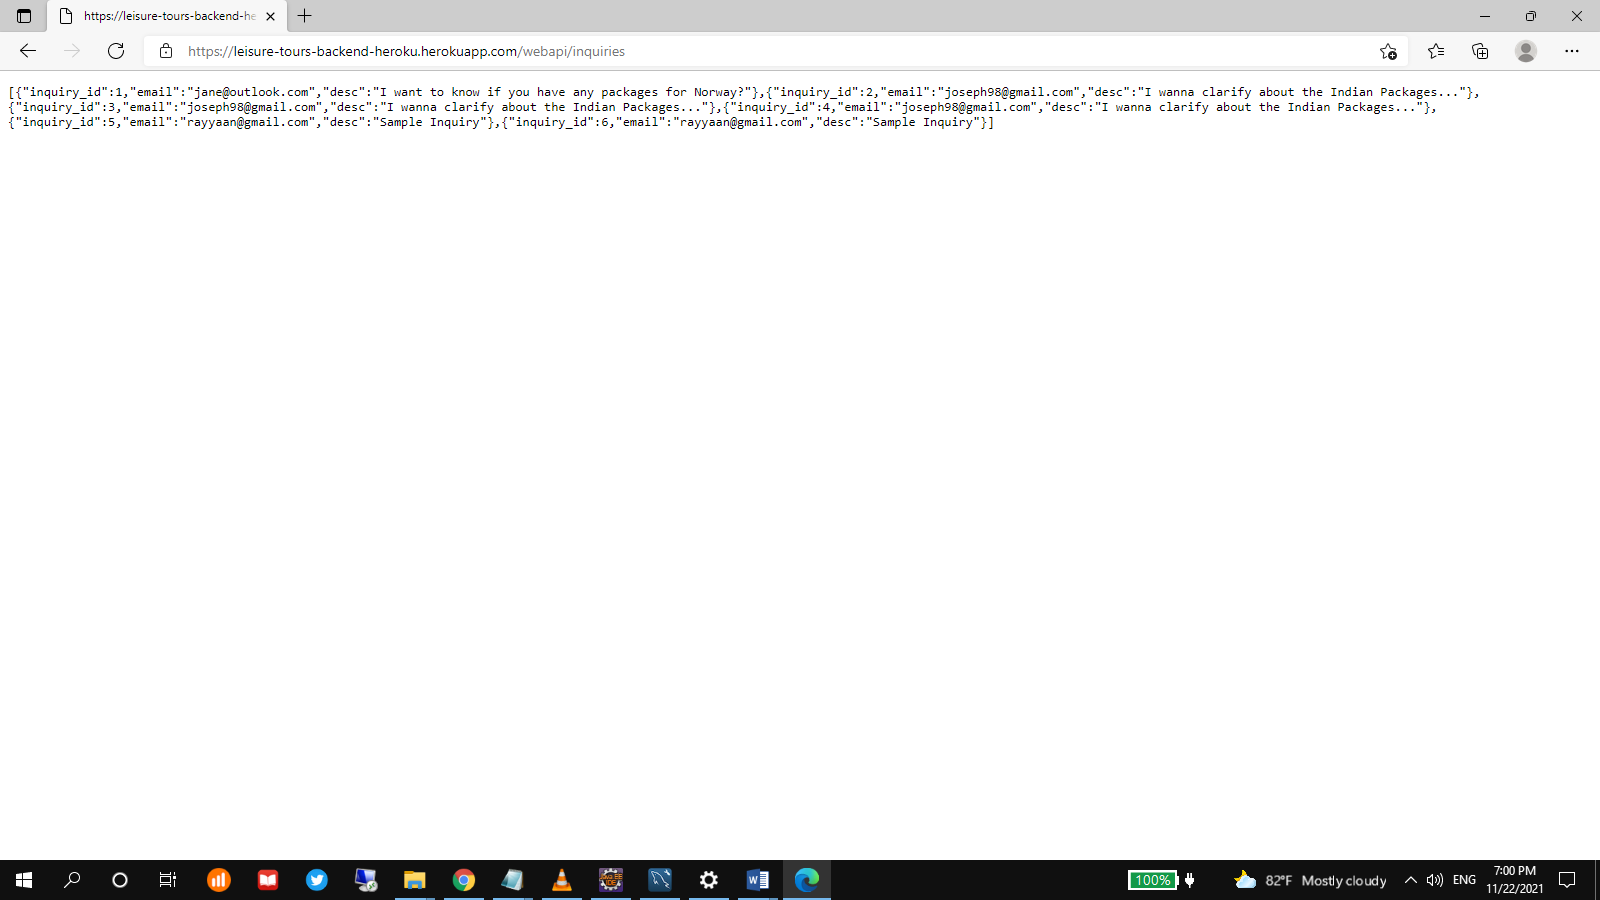 https://leisure-tours-backend-he
https://leisure-tours-backend-heroku.herokuapp.com/webapi/inquiries
[{"inquiry_id":1,"email":"jane@outlook.com","desc":"I want to know if you have any packages for Norway?"},{"inquiry_id":2,"email":"joseph98@gmail.com","desc":"I wanna clarify about the Indian Packages..."},
{"inquiry_id":3,"email":"joseph98@gmail.com","desc":"I wanna clarify about the Indian Packages..."},{"inquiry_id":4,"email":"joseph98@gmail.com","desc":"I wanna clarify about the Indian Packages..."},
{"inquiry_id":5,"email":"rayyaan@gmail.com","desc":"Sample Inquiry"},{"inquiry_id":6,"email":"rayyaan@gmail.com","desc":"Sample Inquiry"}]
100% 82°F Mostly cloudy ENG 7:00 PM
11/22/2021